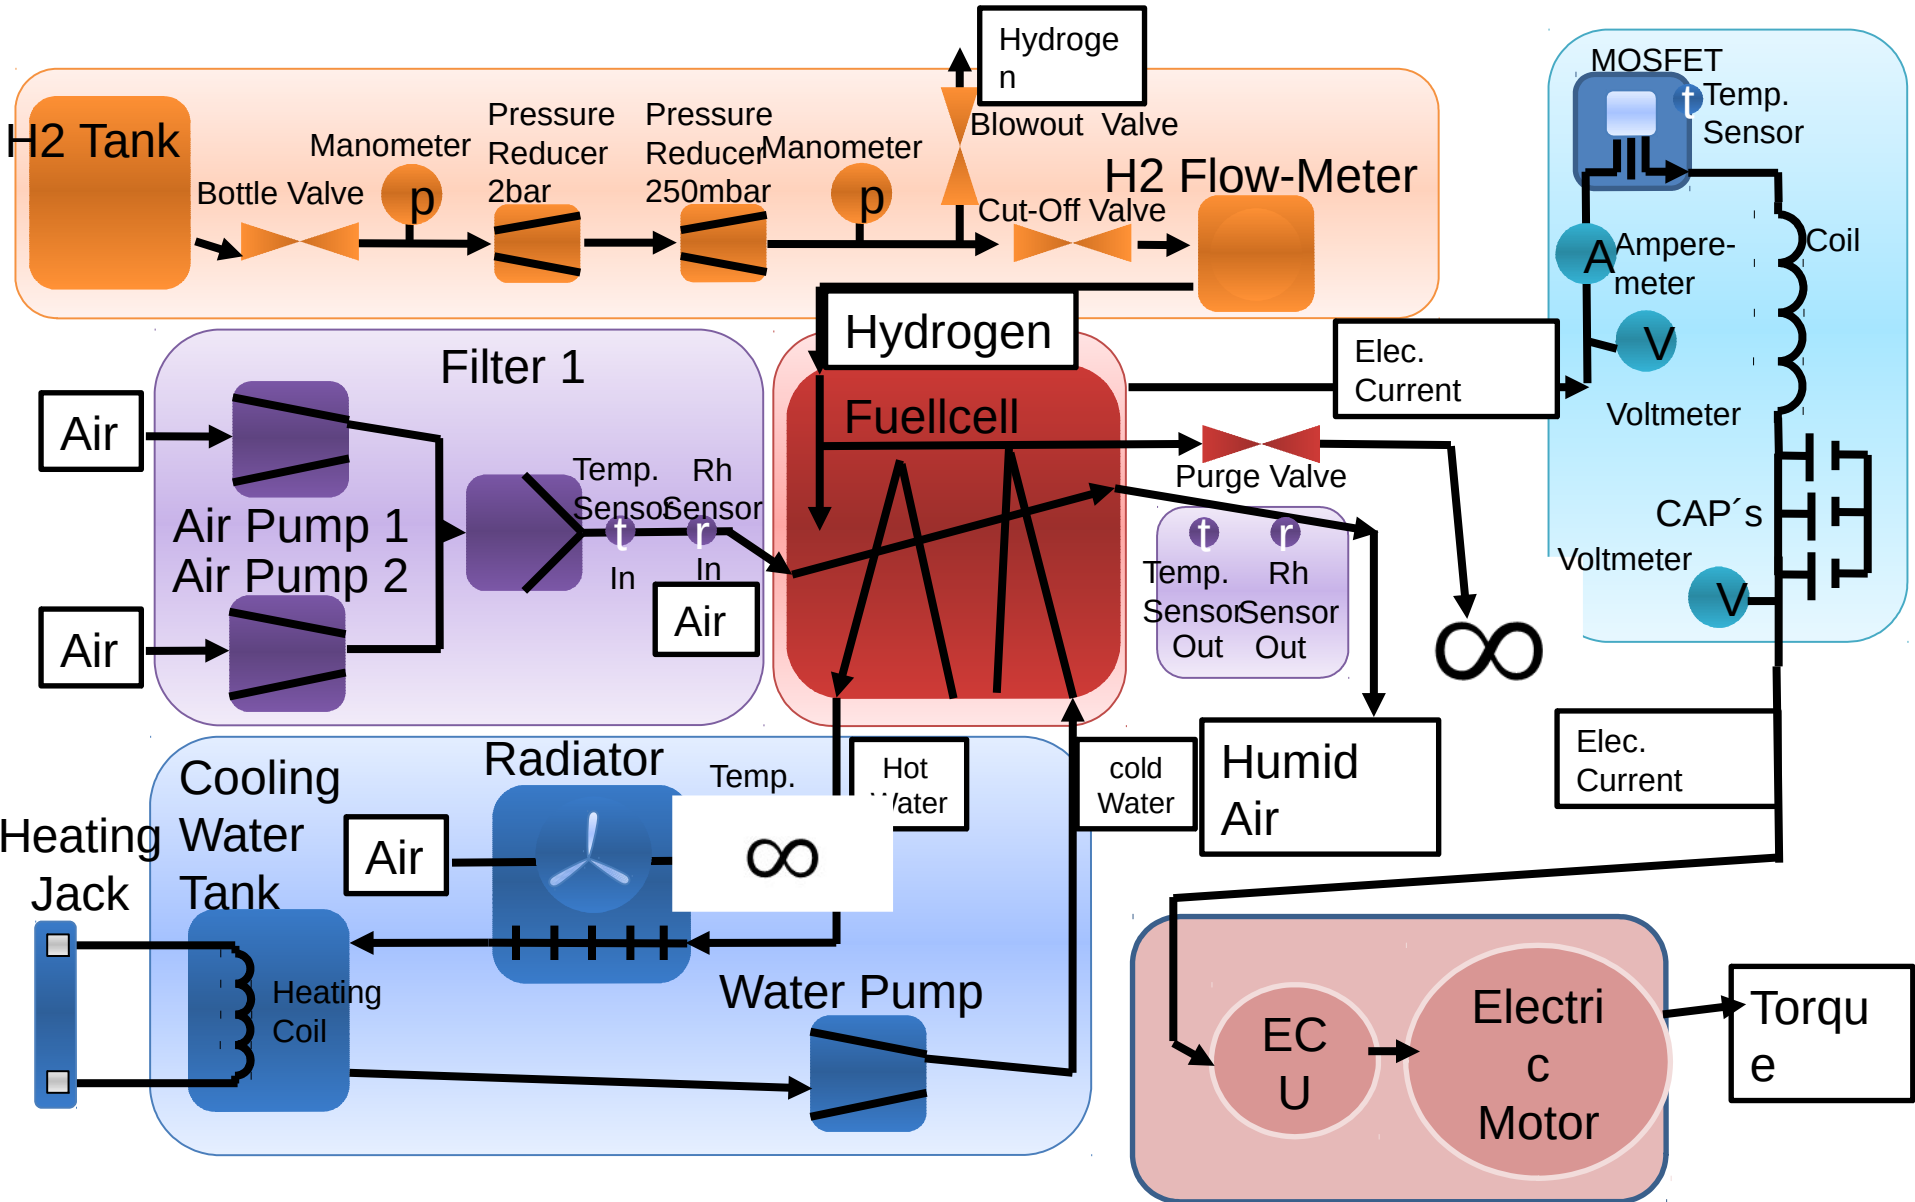 Hydroge
n
MOSFET
t
Temp.
Sensor
H2 Tank
Manometer
Bottle Valve
p
Pressure
Reducer
2bar
Pressure
Reducer
250mbar
Manometer
p
Blowout Valve
H2 Flow-Meter
Cut-Off Valve
A
Ampere-
meter
Coil
V
Voltmeter
Hydrogen
Elec.
Current
Filter 1
Air
Fuellcell
Temp.
Sensor
t
In
Rh
Sensor
r
In
Purge Valve
Air Pump 1
Air Pump 2
Air
Air
t
Temp.
Sensor
Out
r
Rh
Sensor
Out
∞
CAP´s
Voltmeter
V
Elec.
Current
Radiator
Temp.
Hot
Water
cold
Water
Humid
Air
Cooling
Water
Tank
Heating
Jack
Air
∞
Heating
Coil
Water Pump
EC
U
Electri
c
Motor
Torqu
e